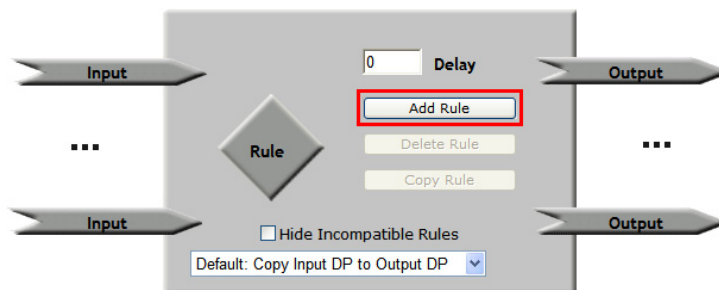 0 Delay
Input
Output
Add Rule
...
Rule
Delete Rule
...
Copy Rule
Input
Output
Hide Incompatible Rules
Default: Copy Input DP to Output DP